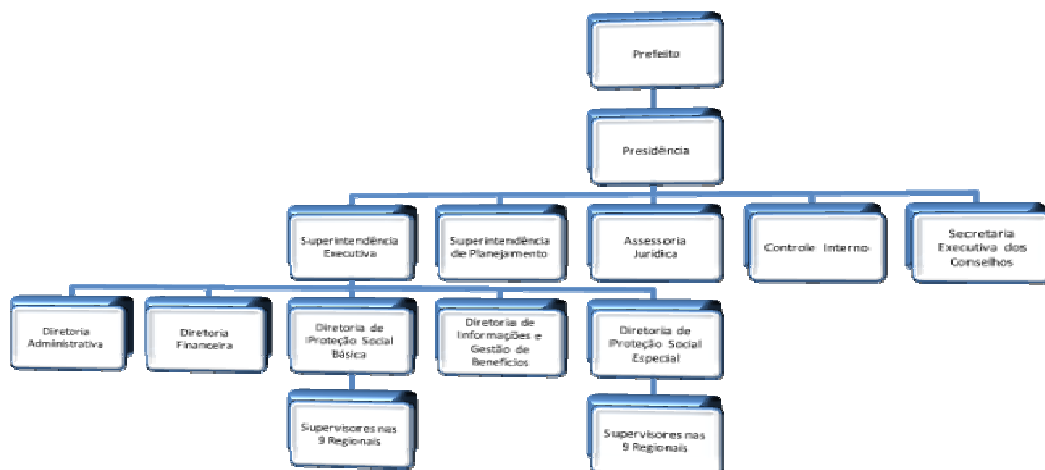 Prefeito
Presidência
Superintendência
Executiva
Superintendência
de Planejamento
Assessoria
Jurídica
Controle Interno
Secretaria
Executiva dos
Conselhos
Diretoria
Administrativa
Diretoria
Financeira
Diretoria de
Proteção Social
Básica
Diretoria de
Informações e
Gestão de
Benefícios
Diretoria de
Proteção Social
Especial
Supervisores nas
9 Regionais
Supervisores nas
9 Regionais